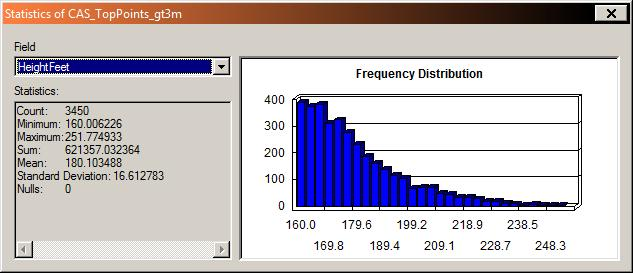 Statistics of CAS_TopPoints_gt3m
Field
HeightFeet
Statistics:
Count: 3450
Minimum: 160.006226
Maximum: 251.774933
Sum: 621357.032364
Mean: 180.103488
Standard Deviation: 16.612783
Nulls: 0
Frequency Distribution
400
300
200
100
0
160.0 179.6 199.2 218.9 238.5
169.8 189.4 209.1 228.7 248.3